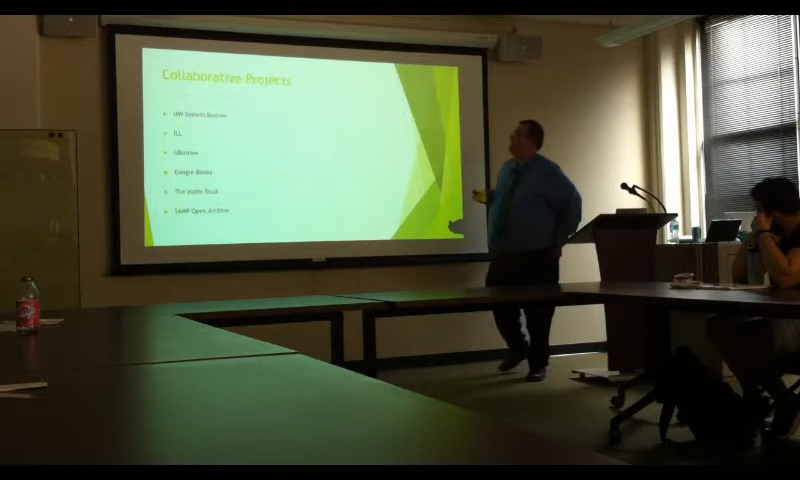 Collaborative Projects
UW-System Borrow
ILL
UBorrow
Google Books
The Hathi Trust
SAMP Open Archive